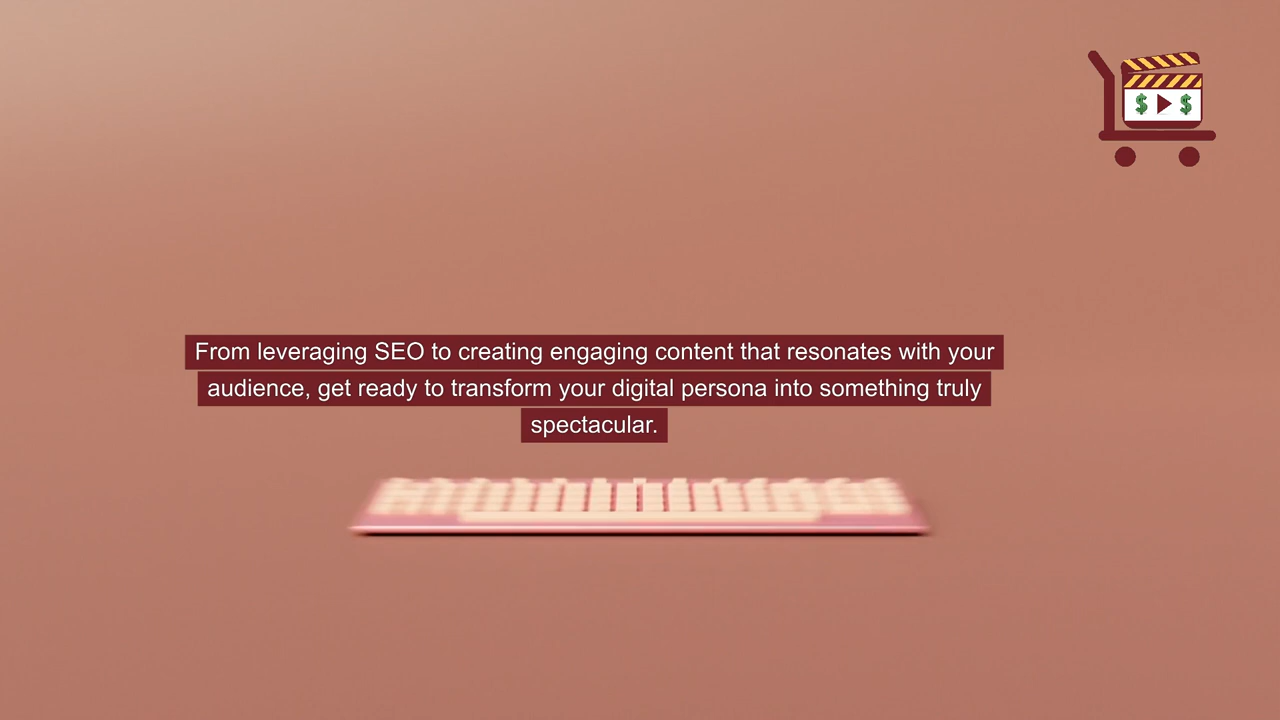 $ $
From leveraging SEO to creating engaging content that resonates with your
audience, get ready to transform your digital persona into something truly
spectacular.